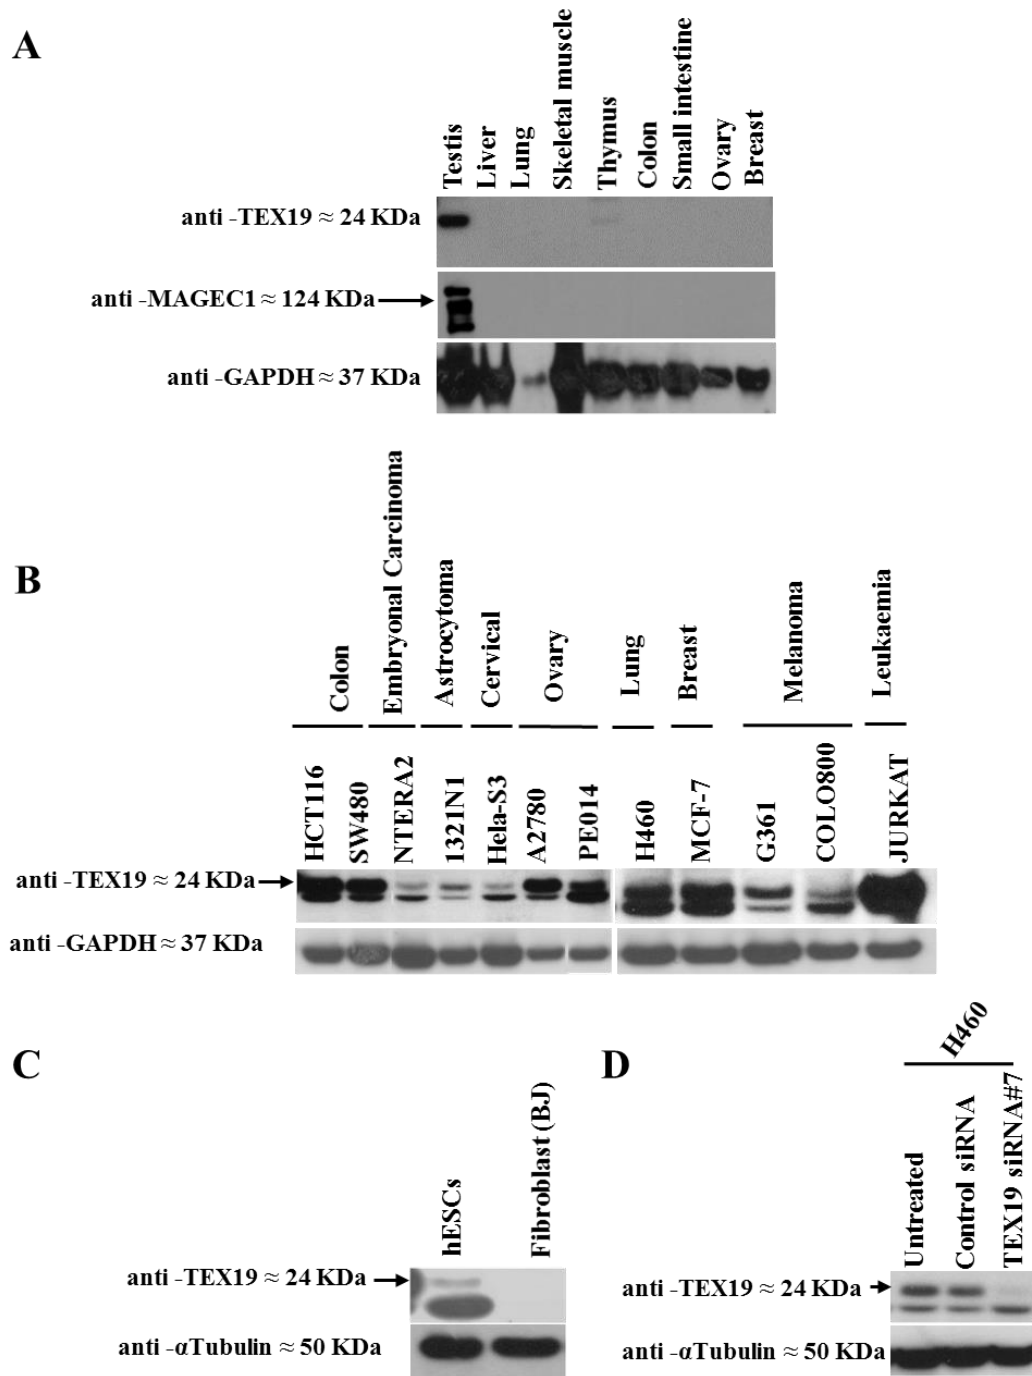 A
Testis
Liver
Lung
Skeletal muscle
Thymus
Colon
Small intestine
Ovary
Breast
anti -TEX19 ≈ 24 KDa
anti -MAGEC1 ≈ 124 KDa
anti -GAPDH ≈ 37 KDa
B
Colon
Embryonal Carcinoma
Astrocytoma
Cervical
Ovary
Lung
Breast
Melanoma
Leukaemia
HCT116
SW480
NTERA2
1321N1
Hela-S3
A2780
PE014
H460
MCF-7
G361
COLO800
JURKAT
anti -TEX19 ≈ 24 KDa
anti -GAPDH ≈ 37 KDa
C
hESCs
Fibroblast (BJ)
anti -TEX19 ≈ 24 KDa
anti -αTubulin ≈ 50 KDa
D
H460
Untreated
Control siRNA
TEX19 siRNA#7
anti -TEX19 ≈ 24 KDa
anti -αTubulin ≈ 50 KDa